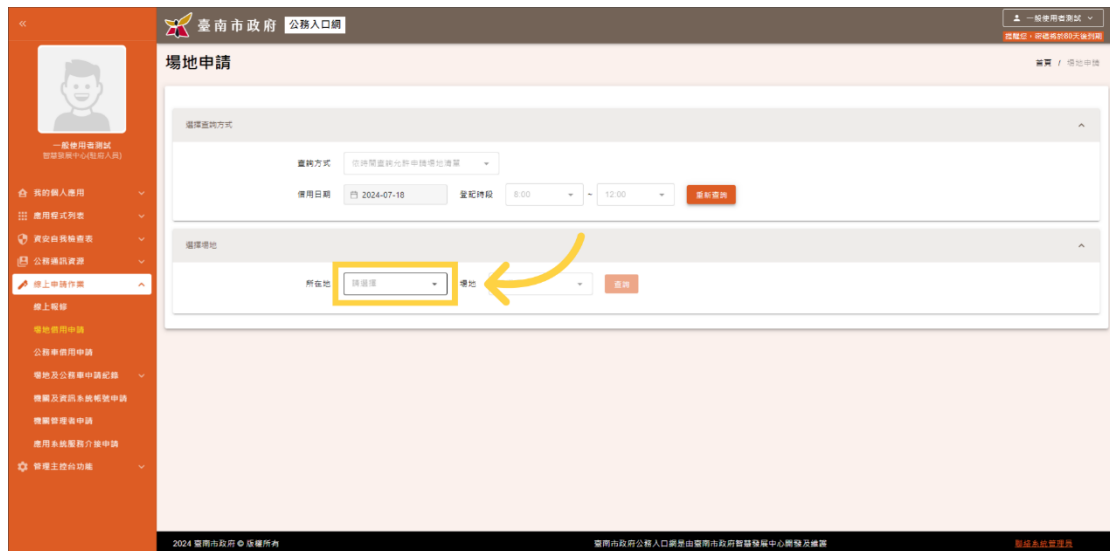 臺南市政府 公務入口網
一般使用者測試
提醒您，密碼將於80天後到期
場地申請
首頁 / 場地申請
選擇查詢方式
查詢方式 依時間查詢允許申請場地清單
借用日期 2024-07-18 登記時段 8:00 ~ 12:00 重新查詢
選擇場地
所在地 請選擇 場地 查詢
一般使用者測試
智慧發展中心(駐府人員)
我的個人應用
應用程式列表
資安自我檢查表
公務通訊資源
線上申請作業
線上報修
場地借用申請
公務車借用申請
場地及公務車申請紀錄
機關及資訊系統帳號申請
機關管理者申請
應用系統服務介接申請
管理主控台功能
2024 臺南市政府 © 版權所有
臺南市政府公務入口網是由臺南市政府智慧發展中心開發及維護
聯絡系統管理員